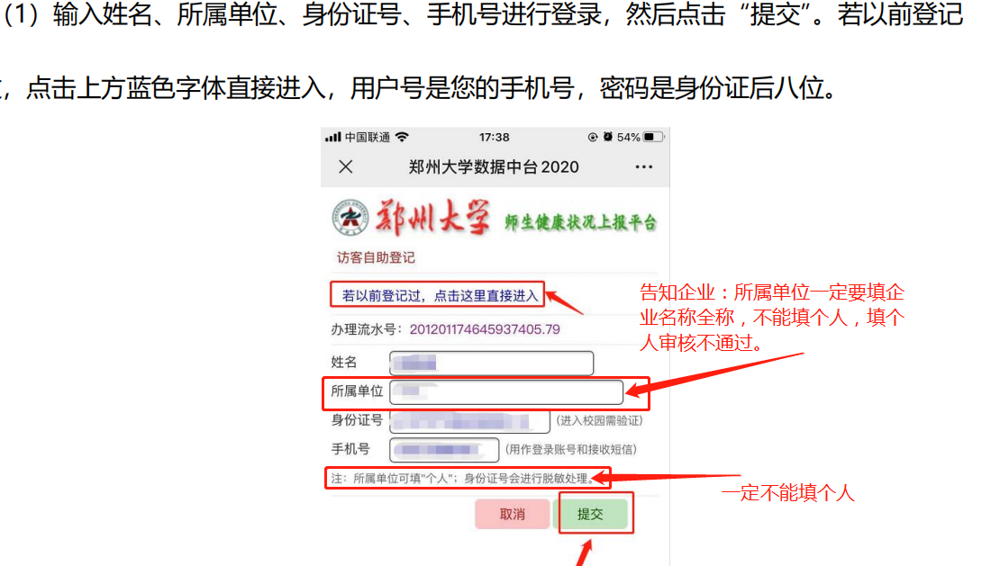 （1）输入姓名、所属单位、身份证号、手机号进行登录，然后点击“提交”。若以前登记
，点击上方蓝色字体直接进入，用户号是您的手机号，密码是身份证后八位。
中国联通 17:38 54%
郑州大学数据中台2020
郑州大学 师生健康状况上报平台
访客自助登记
若以前登记过，点击这里直接进入
告知企业：所属单位一定要填企
业名称全称，不能填个人，填个
人审核不通过。
办理流水号：201201174645937405.79
姓名
所属单位
身份证号 (进入校园需验证)
手机号 (用作登录账号和接收短信)
注：所属单位可填"个人"；身份证号会进行脱敏处理。
一定不能填个人
取消 提交